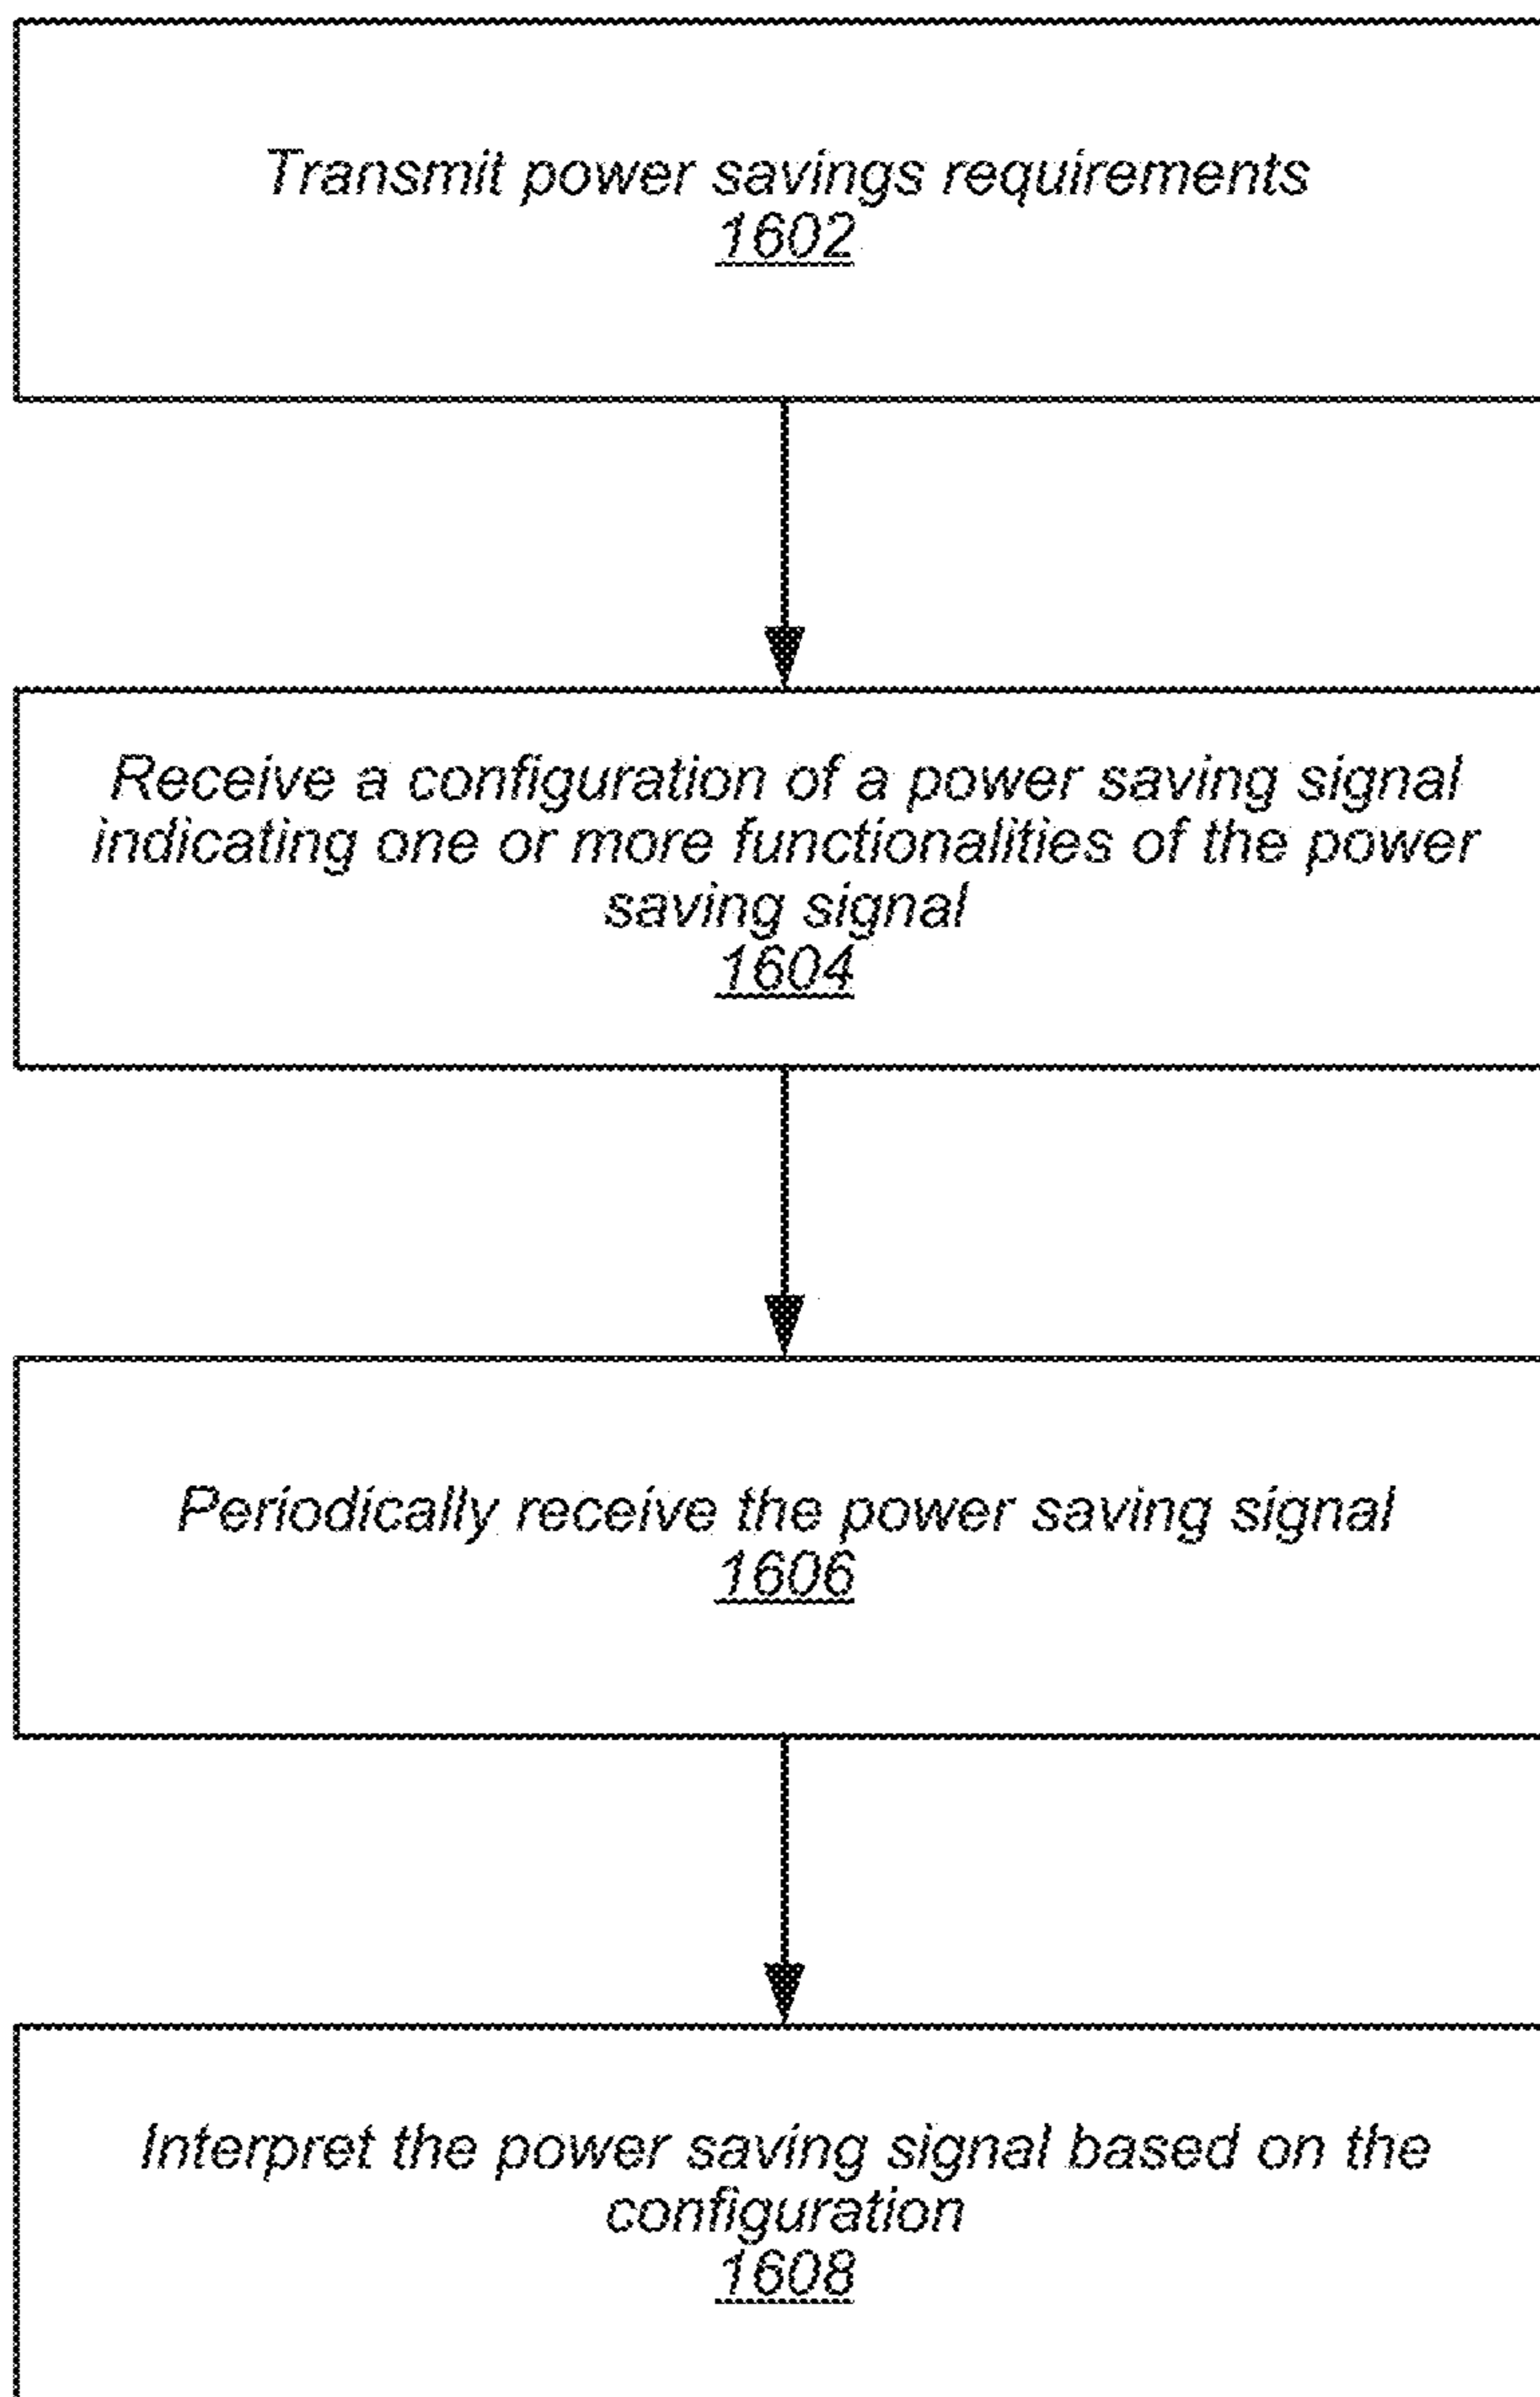 Transmit power savings requirements
1602
Receive a configuration of a power saving signal
indicating one or more functionalities of the power
saving signal
1604
Periodically receive the power saving signal
1606
Interpret the power saving signal based on the
configuration
1608